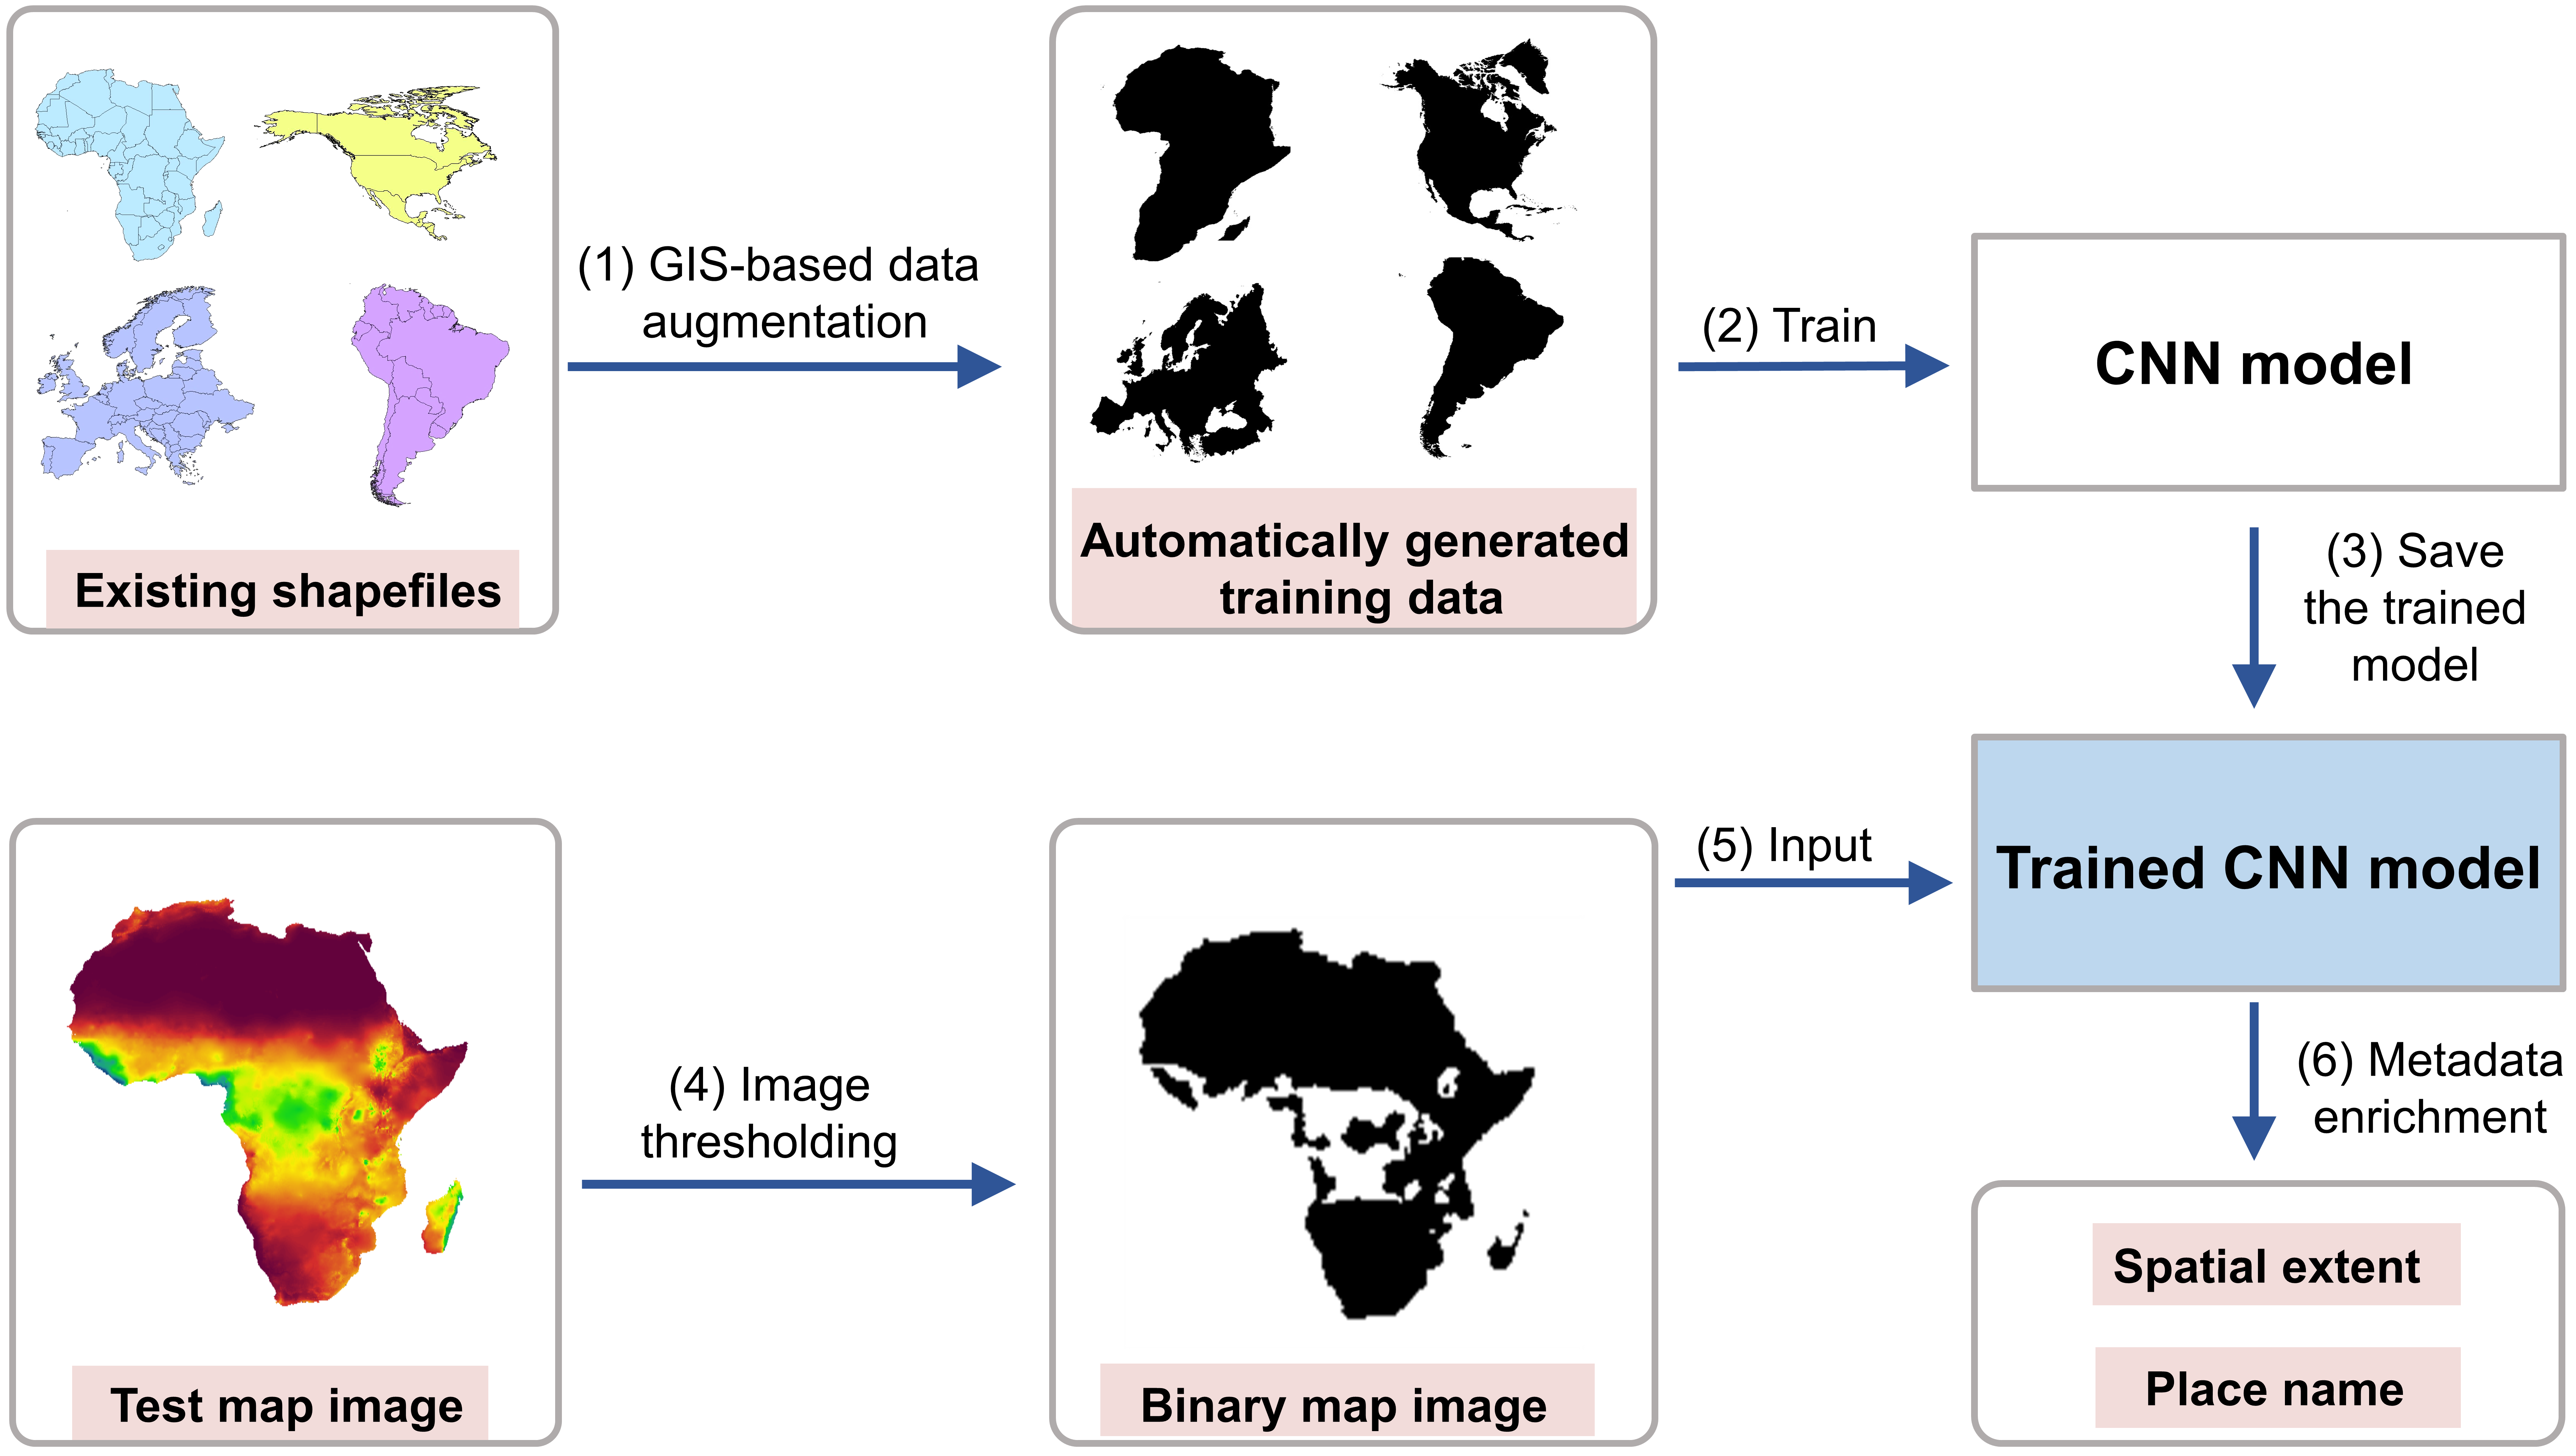 (1) GIS-based data
augmentation
Existing shapefiles
Automatically generated
training data
(2) Train
CNN model
(3) Save
the trained
model
Test map image
(4) Image
thresholding
Binary map image
(5) Input
Trained CNN model
(6) Metadata
enrichment
Spatial extent
Place name